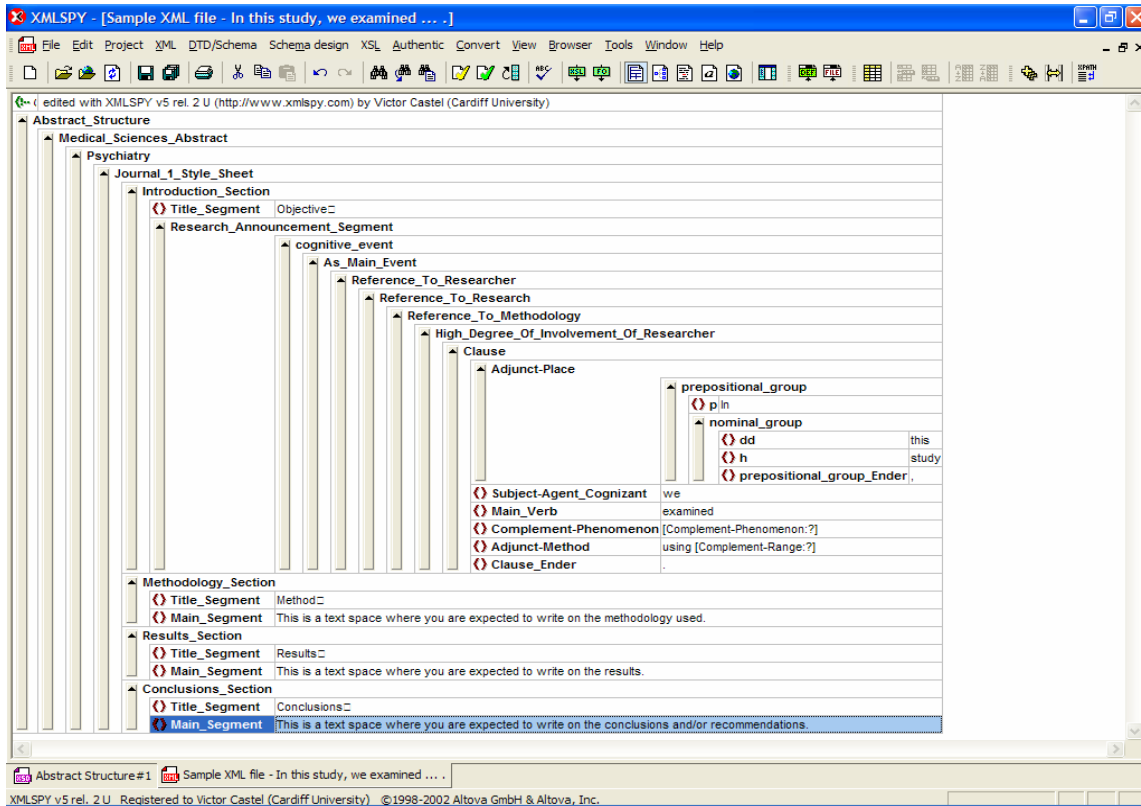 XMLSPY - [Sample XML file - In this study, we examined ... .]
File Edit Project XML DTD/Schema Schema design XSL Authentic Convert View Browser Tools Window Help
edited with XMLSPY v5 rel. 2 U (http://www.xmlspy.com) by Victor Castel (Cardiff University)
Abstract_Structure
Medical_Sciences_Abstract
Psychiatry
Journal_1_Style_Sheet
Introduction_Section
Title_Segment Objective
Research_Announcement_Segment
cognitive_event
As_Main_Event
Reference_To_Researcher
Reference_To_Research
Reference_To_Methodology
High_Degree_Of_Involvement_Of_Researcher
Clause
Adjunct-Place
prepositional_group
p In
nominal_group
dd this
h study
prepositional_group_Ender ,
Subject-Agent_Cognizant we
Main_Verb examined
Complement-Phenomenon [Complement-Phenomenon:?]
Adjunct-Method using [Complement-Range:?]
Clause_Ender .
Methodology_Section
Title_Segment Method
Main_Segment This is a text space where you are expected to write on the methodology used.
Results_Section
Title_Segment Results
Main_Segment This is a text space where you are expected to write on the results.
Conclusions_Section
Title_Segment Conclusions
Main_Segment This is a text space where you are expected to write on the conclusions and/or recommendations.
Abstract Structure#1 Sample XML file - In this study, we examined ... .
XMLSPY v5 rel. 2 U Registered to Victor Castel (Cardiff University) ©1998-2002 Altova GmbH & Altova, Inc.